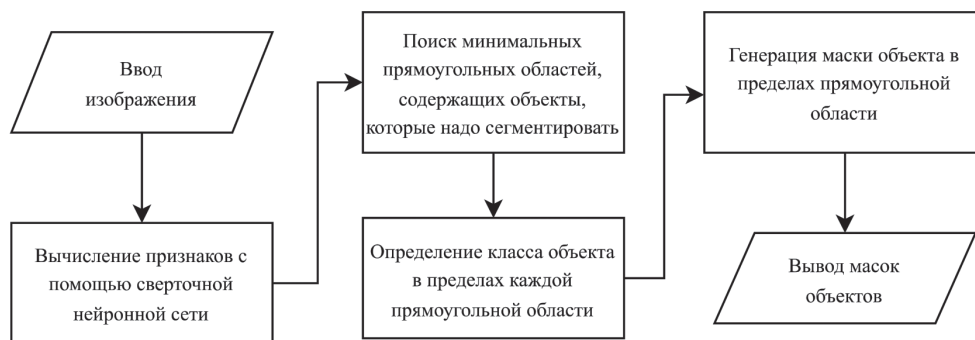 Ввод
изображения
Вычисление признаков с
помощью сверточной
нейронной сети
Поиск минимальных
прямоугольных областей,
содержащих объекты,
которые надо сегментировать
Определение класса объекта
в пределах каждой
прямоугольной области
Генерация маски объекта в
пределах прямоугольной
области
Вывод масок
объектов